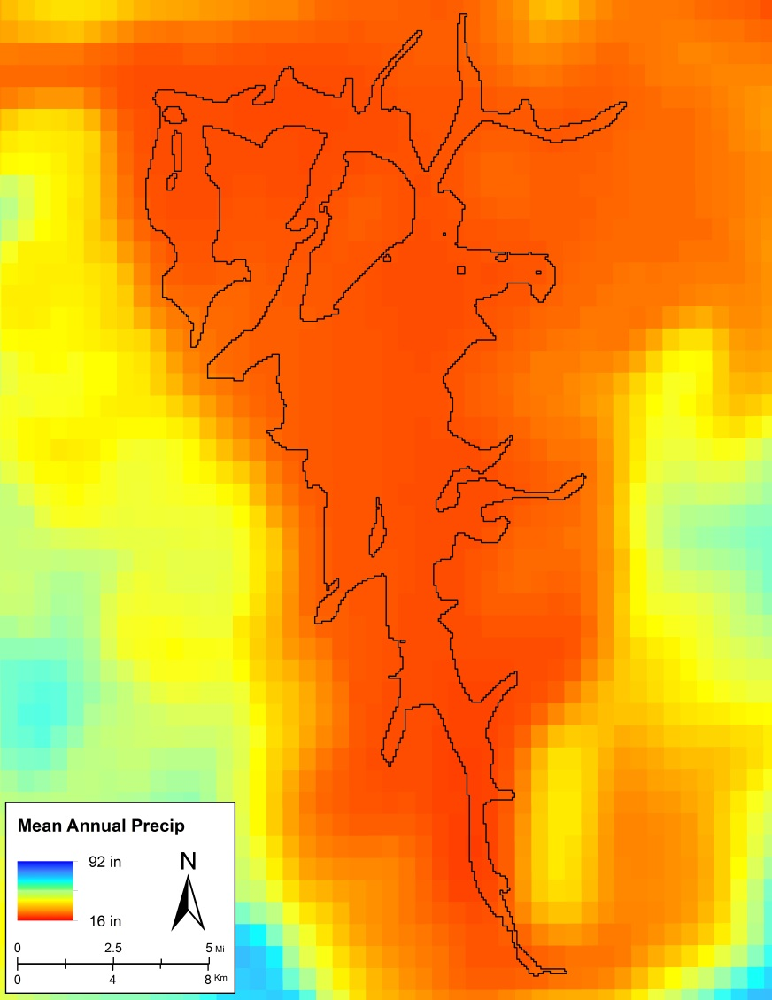 Mean Annual Precip
92 in
N
16 in
0 2.5 5 Mi
0 4 8 Km